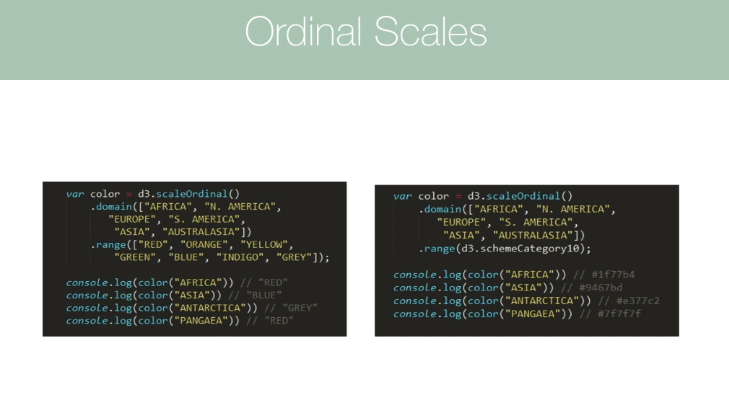 Ordinal Scales
var color = d3.scaleOrdinal()
.domain(["AFRICA", "N. AMERICA",
"EUROPE", "S. AMERICA",
"ASIA", "AUSTRALASIA"])
.range(["RED", "ORANGE", "YELLOW",
"GREEN", "BLUE", "INDIGO", "GREY"]);
console.log(color("AFRICA")) // "RED"
console.log(color("ASIA")) // "BLUE"
console.log(color("ANTARCTICA")) // "GREY"
console.log(color("PANGAEA")) // "RED"
var color = d3.scaleOrdinal()
.domain(["AFRICA", "N. AMERICA",
"EUROPE", "S. AMERICA",
"ASIA", "AUSTRALASIA"])
.range(d3.schemeCategory10);
console.log(color("AFRICA")) // #1f77b4
console.log(color("ASIA")) // #9467bd
console.log(color("ANTARCTICA")) // #e377c2
console.log(color("PANGAEA")) // #7f7f7f